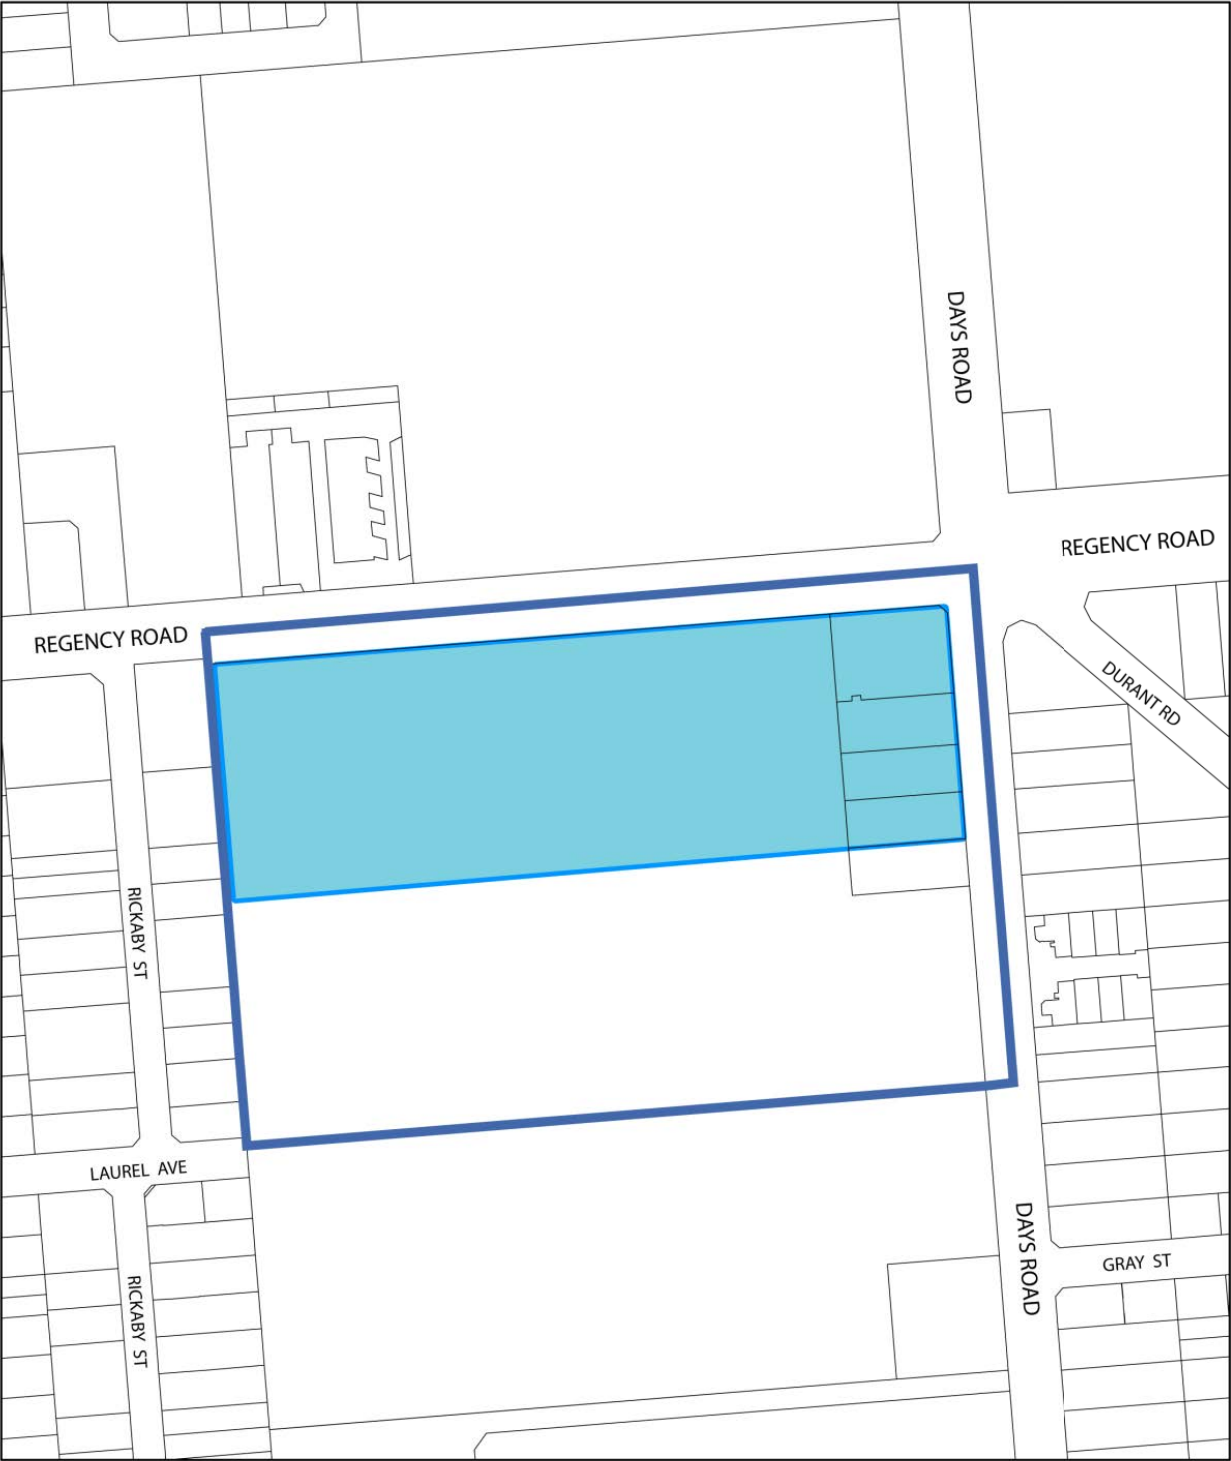 DAYS ROAD
REGENCY ROAD
REGENCY ROAD
DURANT RD
RICKABY ST
LAUREL AVE
DAYS ROAD
GRAY ST
RICKABY ST